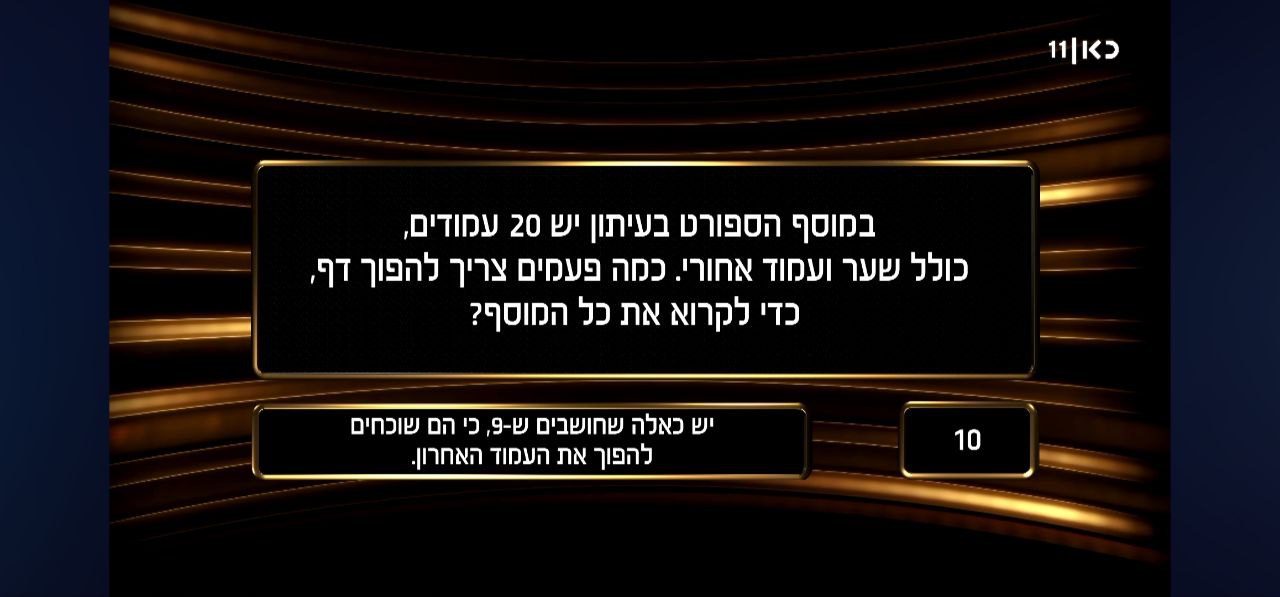 כאן|11
במוסף הספורט בעיתון יש 20 עמודים,
כולל שער ועמוד אחורי. כמה פעמים צריך להפוך דף,
כדי לקרוא את כל המוסף?
10
יש כאלה שחושבים ש-9, כי הם שוכחים
להפוך את העמוד האחרון.